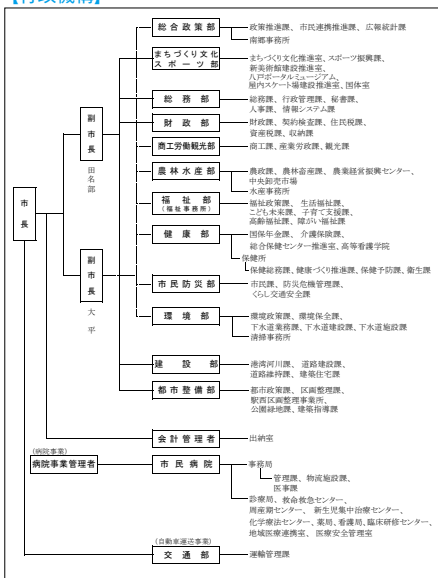 【行政機構】
総合政策部
政策推進課、市民連携推進課、広報統計課
南郷事務所
まちづくり文化
スポーツ部
まちづくり文化推進室、スポーツ振興課、
新美術館建設推進室、
八戸ポータルミュージアム、
屋内スケート場建設推進室、国体室
総務部
総務課、行政管理課、秘書課、
人事課、情報システム課
副市長
田名部
財政部
財政課、契約検査課、住民税課、
資産税課、収納課
商工労働観光部
商工課、産業労政課、観光課
農林水産部
農政課、農林畜産課、農業経営振興センター、
中央卸売市場
水産事務所
市長
福祉部
(福祉事務所)
福祉政策課、生活福祉課、
こども未来課、子育て支援課、
高齢福祉課、障がい福祉課
健康部
国保年金課、介護保険課、
総合保健センター推進室、高等看護学院
保健所
保健総務課、健康づくり推進課、保健予防課、衛生課
副市長
大平
市民防災部
市民課、防災危機管理課、
くらし交通安全課
環境部
環境政策課、環境保全課、
下水道業務課、下水道建設課、下水道施設課
清掃事務所
建設部
港湾河川課、道路建設課、
道路維持課、建築住宅課
都市整備部
都市政策課、区画整理課、
駅西区画整理事業所、
公園緑地課、建築指導課
会計管理者
出納室
(病院事業)
病院事業管理者
市民病院
事務局
管理課、物流施設課、
医事課
診療局、救命救急センター、
周産期センター、新生児集中治療センター、
化学療法センター、薬局、看護局、臨床研修センター、
地域医療連携室、医療安全管理室
(自動車運送事業)
交通部
運輸管理課